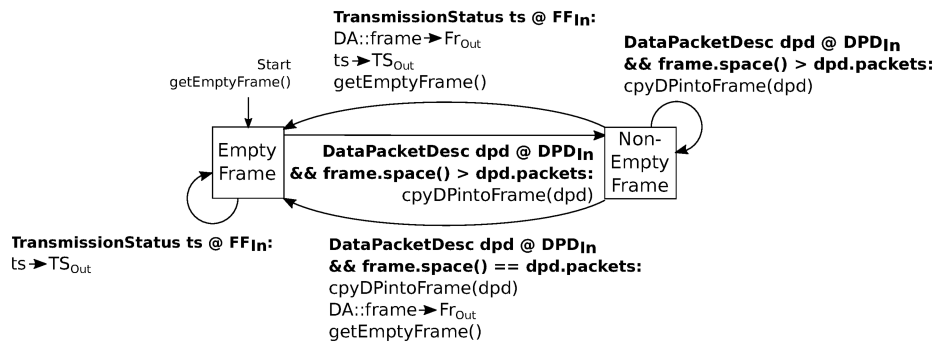 TransmissionStatus ts @ FFIn:
DA::frame→FrOut
ts→TSOut
getEmptyFrame()
DataPacketDesc dpd @ DPDIn
&& frame.space() > dpd.packets:
cpyDPintoFrame(dpd)
Start
getEmptyFrame()
Empty
Frame
Non-
Empty
Frame
DataPacketDesc dpd @ DPDIn
&& frame.space() > dpd.packets:
cpyDPintoFrame(dpd)
TransmissionStatus ts @ FFIn:
ts→TSOut
DataPacketDesc dpd @ DPDIn
&& frame.space() == dpd.packets:
cpyDPintoFrame(dpd)
DA::frame→FrOut
getEmptyFrame()